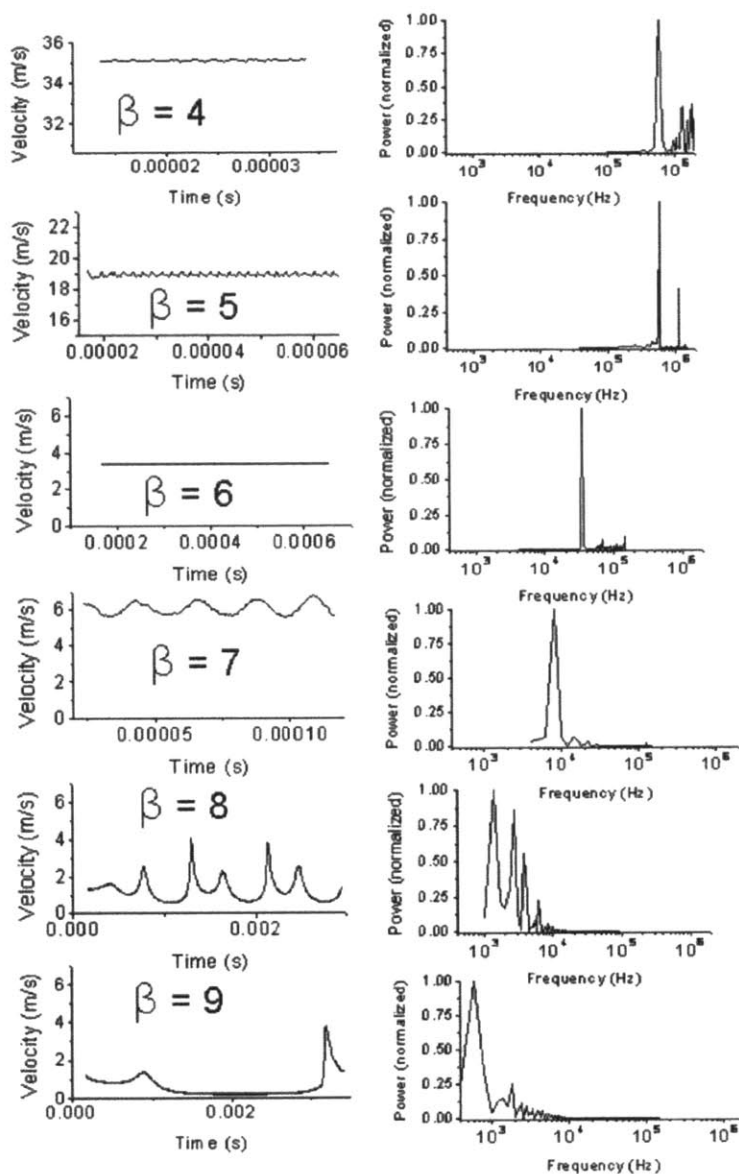 Velocity (m/s)
36
34
32
β = 4
0.00002 0.00003
Time (s)
Power (normalized)
1.00
0.75
0.50
0.25
0.00
10³ 10⁴ 10⁵ 10⁶
Frequency (Hz)
Velocity (m/s)
22
21
19
18
16
15
β = 5
0.00002 0.00004 0.00006
Time (s)
Power (normalized)
1.00
0.75
0.50
0.25
0.00
10³ 10⁴ 10⁵ 10⁶
Frequency (Hz)
Velocity (m/s)
6
4
2
0
β = 6
0.0002 0.0004 0.0006
Time (s)
Power (normalized)
1.00
0.75
0.50
0.25
0.00
10³ 10⁴ 10⁵ 10⁶
Frequency (Hz)
Velocity (m/s)
6
4
2
0
β = 7
0.00005 0.00010
Time (s)
Power (normalized)
1.00
0.75
0.50
0.25
0.00
10³ 10⁴ 10⁵ 10⁶
Frequency (Hz)
Velocity (m/s)
6
4
2
0
β = 8
0.000 0.002
Time (s)
Power (normalized)
1.00
0.75
0.50
0.25
0.00
10³ 10⁴ 10⁵ 10⁶
Frequency (Hz)
Velocity (m/s)
6
4
2
0
β = 9
0.000 0.002
Time (s)
Power (normalized)
1.00
0.75
0.50
0.25
0.00
10³ 10⁴ 10⁵ 10⁶
Frequency (Hz)